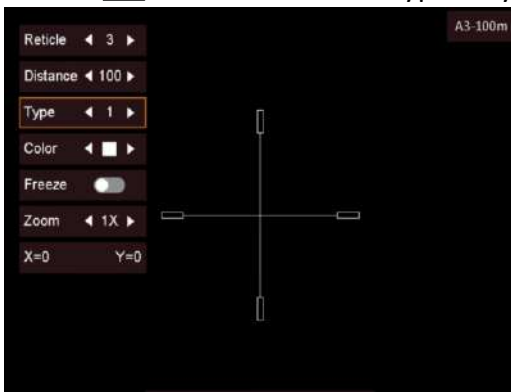 A3-100m
Reticle 3
Distance 100
Type 1
Color
Freeze
Zoom 1X
X=0 Y=0